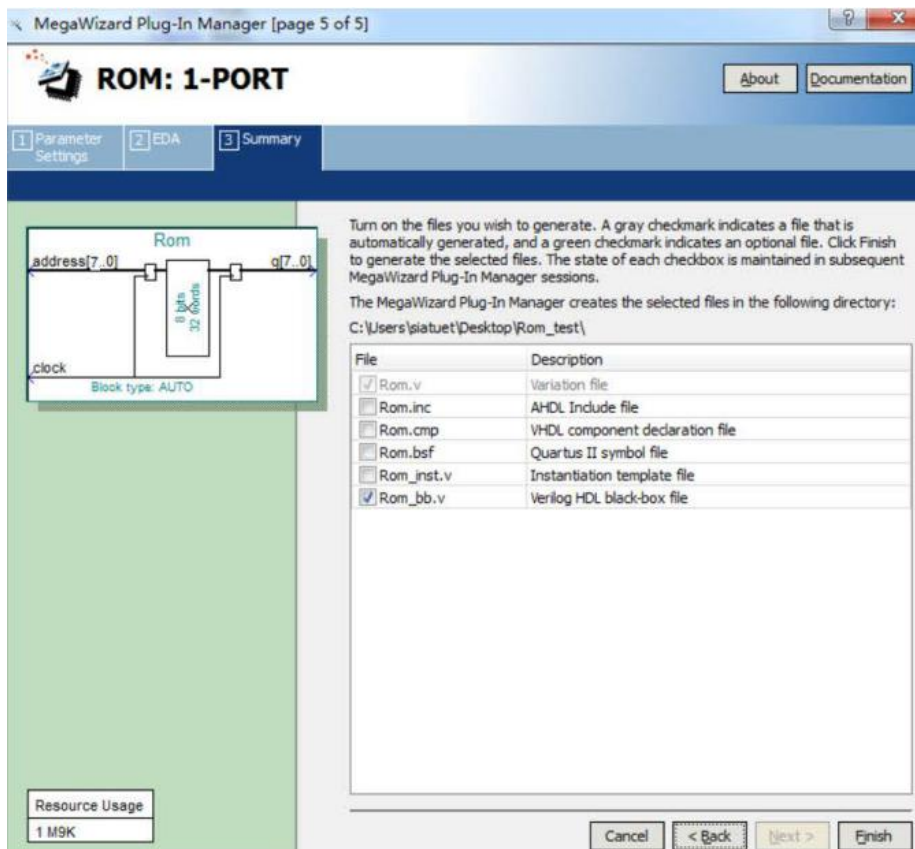 MegaWizard Plug-In Manager [page 5 of 5]
ROM: 1-PORT
About
Documentation
1 Parameter Settings
2 EDA
3 Summary
Rom
address[7..0]
q[7..0]
8 bits
32 words
clock
Block type: AUTO
Turn on the files you wish to generate. A gray checkmark indicates a file that is
automatically generated, and a green checkmark indicates an optional file. Click Finish
to generate the selected files. The state of each checkbox is maintained in subsequent
MegaWizard Plug-In Manager sessions.
The MegaWizard Plug-In Manager creates the selected files in the following directory:
C:\Users\siatuet\Desktop\Rom_test\
File Description
Rom.v Variation file
Rom.inc AHDL Include file
Rom.cmp VHDL component declaration file
Rom.bsf Quartus II symbol file
Rom_inst.v Instantiation template file
Rom_bb.v Verilog HDL black-box file
Resource Usage
1 M9K
Cancel
< Back
Next >
Finish